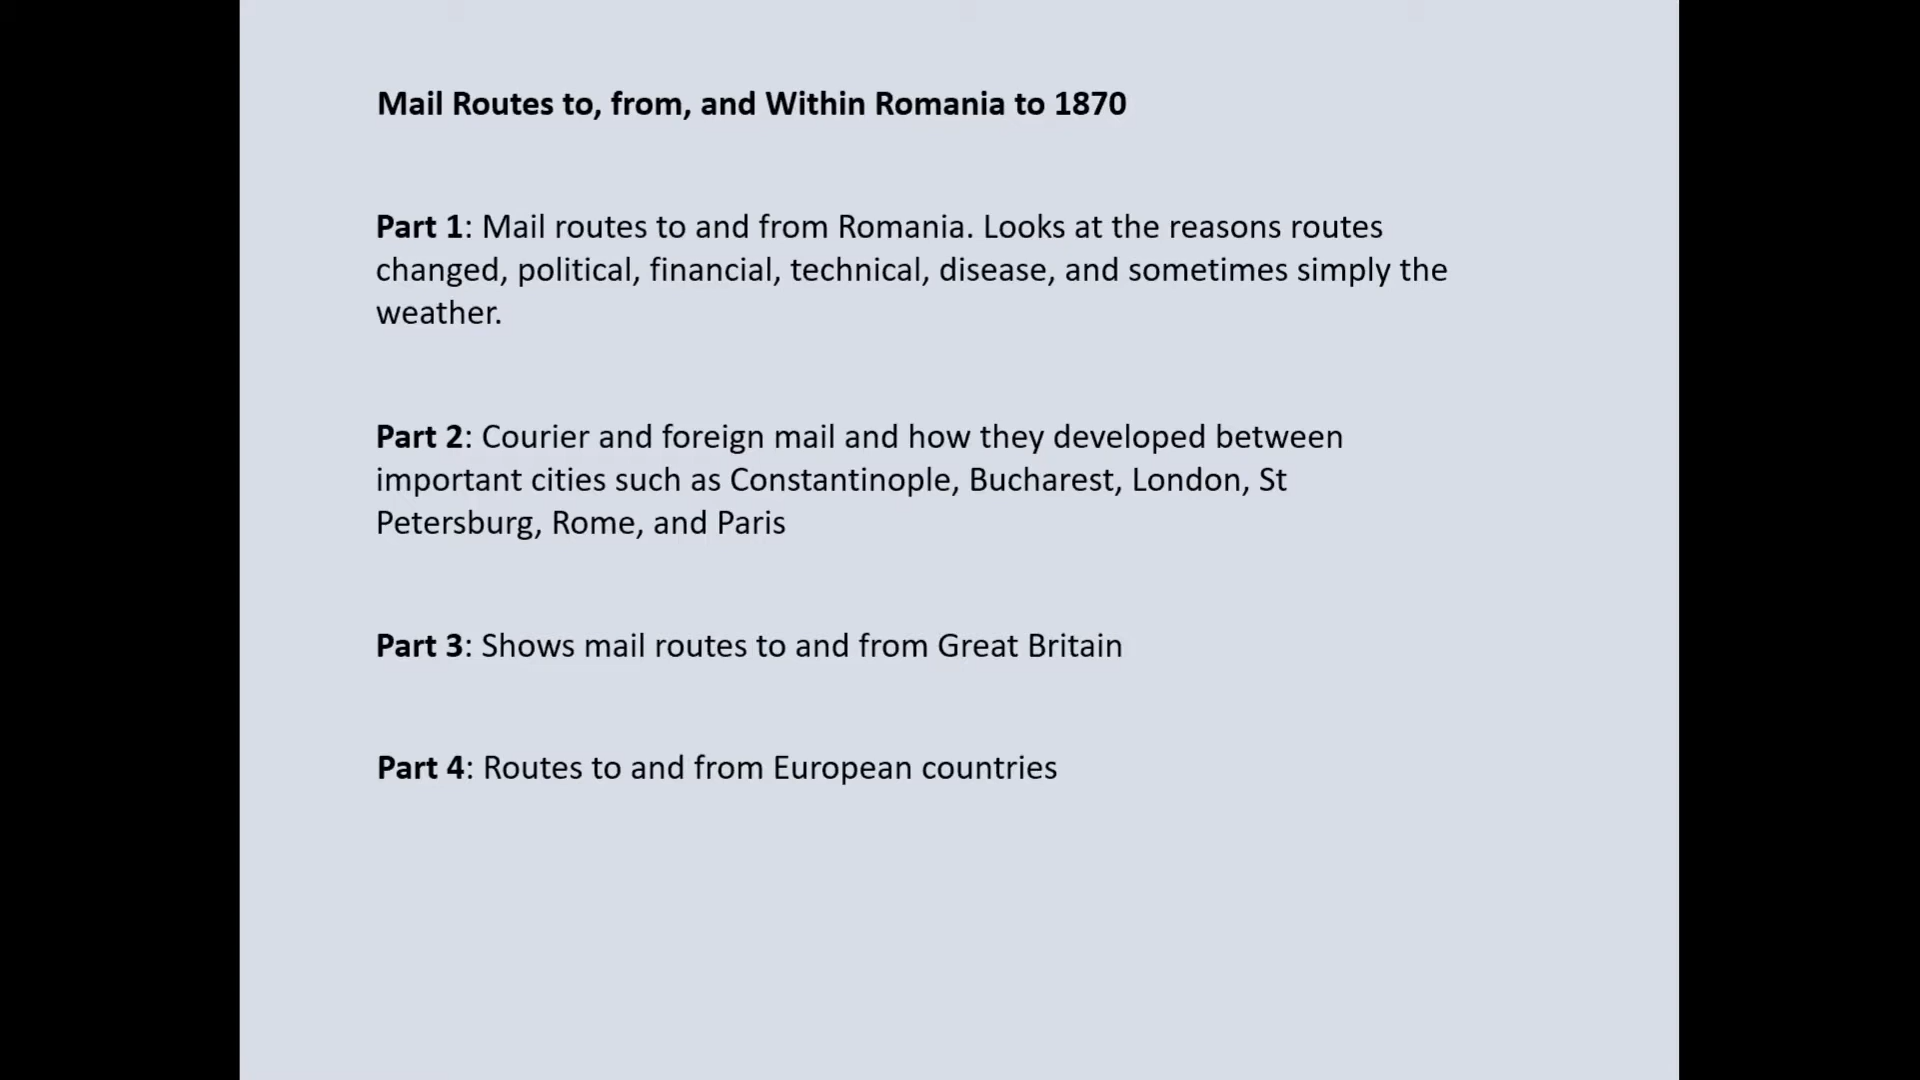 Mail Routes to, from, and Within Romania to 1870
Part 1: Mail routes to and from Romania. Looks at the reasons routes
changed, political, financial, technical, disease, and sometimes simply the
weather.
Part 2: Courier and foreign mail and how they developed between
important cities such as Constantinople, Bucharest, London, St
Petersburg, Rome, and Paris
Part 3: Shows mail routes to and from Great Britain
Part 4: Routes to and from European countries